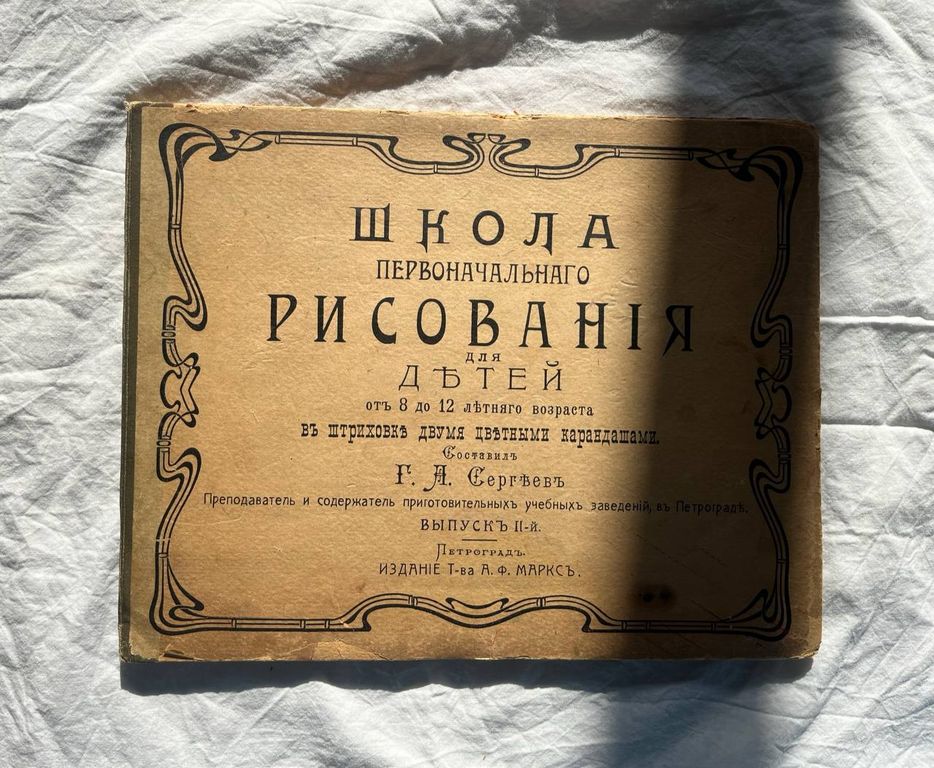 ШКОЛА
ПЕРВОНАЧАЛЬНАГО
РИСОВАНІЯ
ДЛЯ
ДѢТЕЙ
отъ 8 до 12 лѣтняго возраста
въ штриховкѣ двумя цвѣтными карандашами.
Составилъ
Г. А. Сергѣевъ
Преподаватель и содержатель приготовительныхъ учебныхъ заведеній, въ Петроградѣ.
ВЫПУСКЪ II-й.
Петроградъ.
ИЗДАНІЕ Т-ва А. Ф. МАРКСЪ.